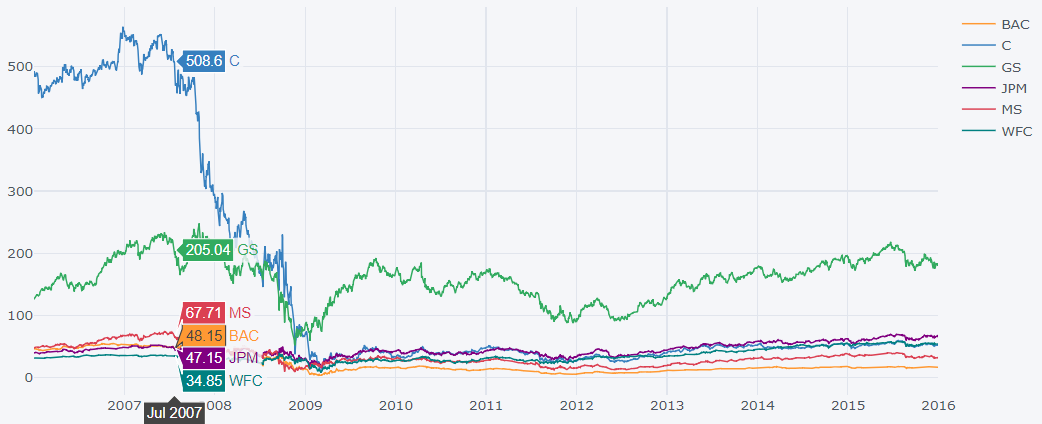 BAC
C
GS
JPM
MS
WFC
500
400
300
200
100
0
508.6 C
205.04 GS
67.71 MS
48.15 BAC
47.15 JPM
34.85 WFC
2007 2008 2009 2010 2011 2012 2013 2014 2015 2016
Jul 2007